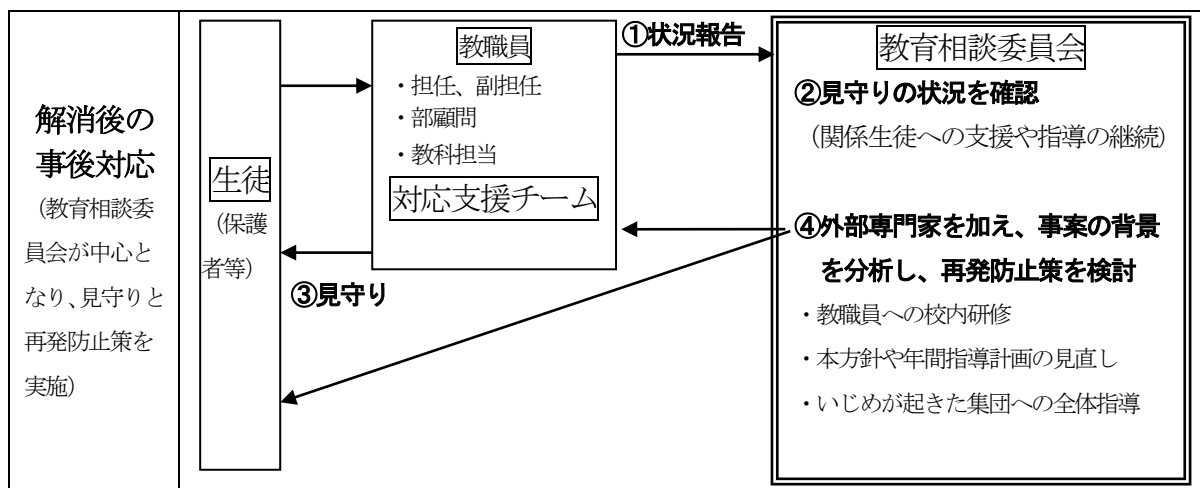 解消後の
事後対応
（教育相談委
員会が中心と
なり、見守りと
再発防止策を
実施）
生徒
（保護
者等）
教職員
・担任、副担任
・部顧問
・教科担当
対応支援チーム
①状況報告
③見守り
教育相談委員会
②見守りの状況を確認
（関係生徒への支援や指導の継続）
④外部専門家を加え、事案の背景
を分析し、再発防止策を検討
・教職員への校内研修
・本方針や年間指導計画の見直し
・いじめが起きた集団への全体指導